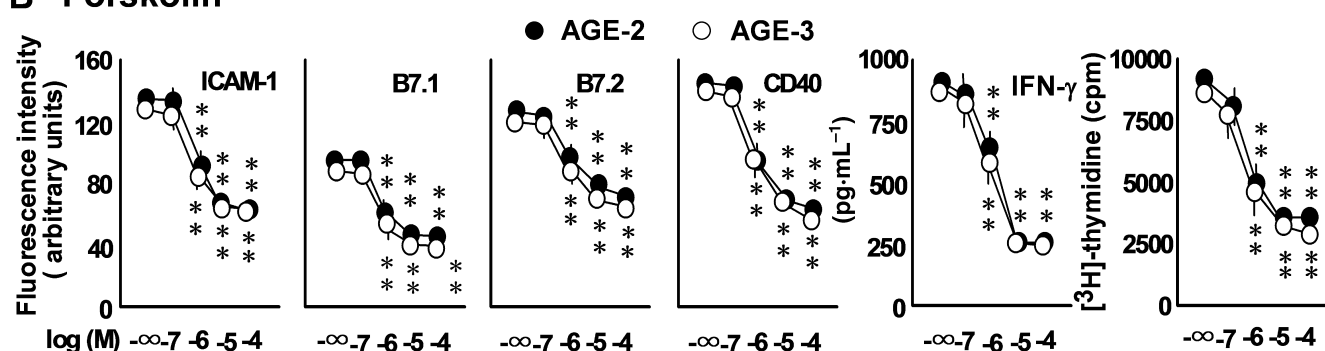 B Forskolin
AGE-2 AGE-3
Fluorescence intensity
( arbitrary units)
160
120
80
40
0
ICAM-1
* *
* *
* *
* *
* *
* *
B7.1
* *
* *
* *
* *
* *
* *
B7.2
* *
* *
* *
* *
* *
* *
CD40
* *
* *
* *
* *
* *
* *
(pg·mL⁻¹)
1000
750
500
250
0
IFN-γ
* *
* *
* *
* *
[³H]-thymidine (cpm)
10000
7500
5000
2500
0
* *
* *
* *
* *
* *
* *
log (M) -∞ -7 -6 -5 -4
-∞ -7 -6 -5 -4
-∞ -7 -6 -5 -4
-∞ -7 -6 -5 -4
-∞ -7 -6 -5 -4
-∞ -7 -6 -5 -4